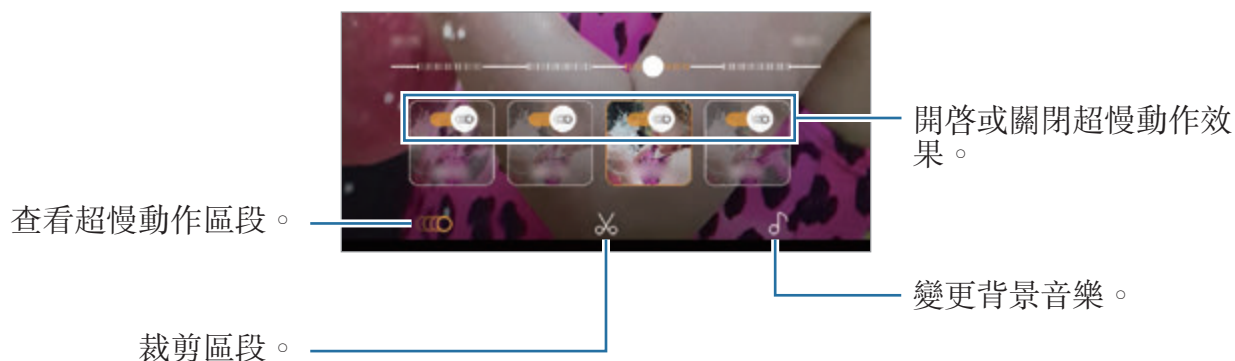 開啓或關閉超慢動作效
果。
查看超慢動作區段。
變更背景音樂。
裁剪區段。